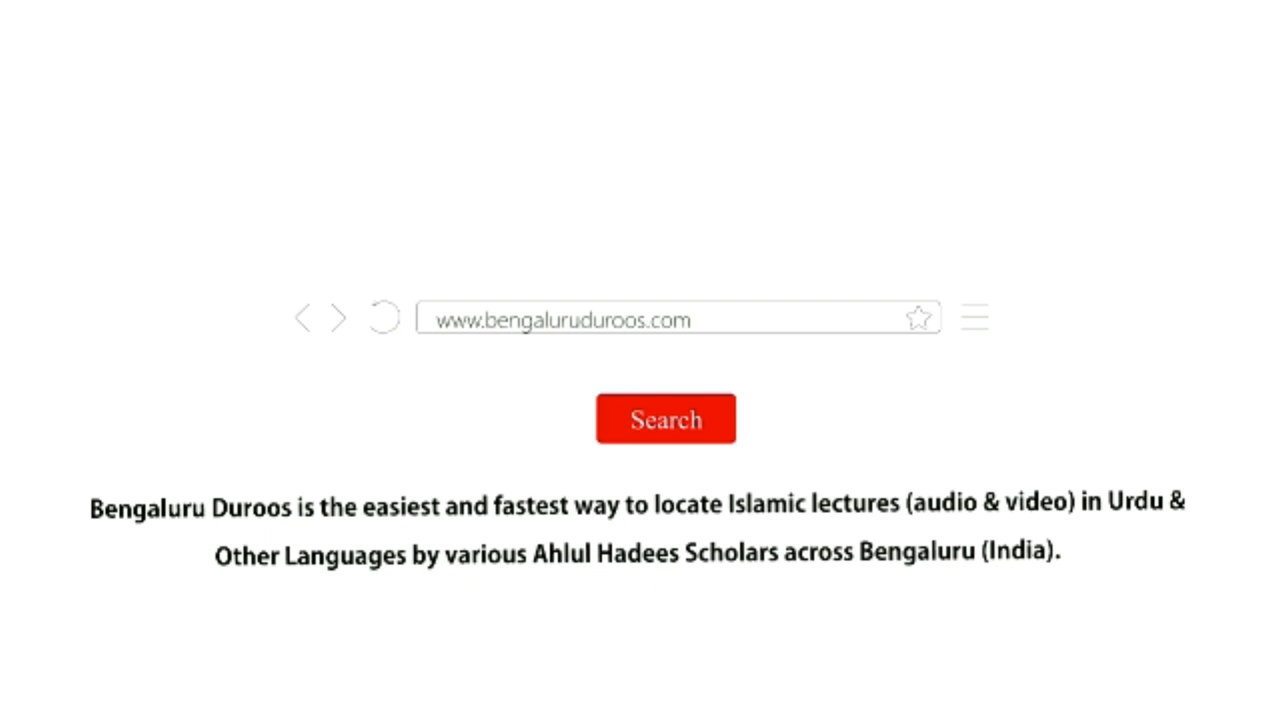 www.bengaluruduroos.com
Search
Bengaluru Duroos is the easiest and fastest way to locate Islamic lectures (audio & video) in Urdu &
Other Languages by various Ahlul Hadees Scholars across Bengaluru (India).